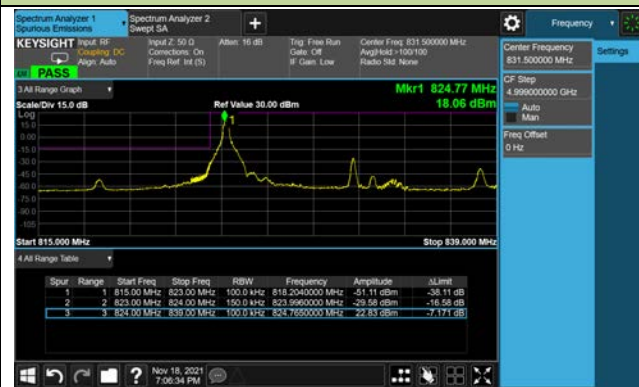 Spectrum Analyzer 1
Spurious Emissions
Spectrum Analyzer 2
Swept SA
+
Frequency
KEYSIGHT
Input: RF
Coupling: DC
Align: Auto
Input Z: 50 Ω
Corrections: On
Freq Ref: Int (S)
Atten: 16 dB
Trig: Free Run
Gate: Off
IF Gain: Low
Center Freq: 831.500000 MHz
Avg|Hold:>100/100
Radio Std: None
PASS
Center Frequency
831.500000 MHz
Settings
CF Step
4.999000000 GHz
Auto
Man
Freq Offset
0 Hz
3 All Range Graph
Mkr1 824.77 MHz
Scale/Div 15.0 dB
Ref Value 30.00 dBm
18.06 dBm
Log
15.0
0.00
-15.0
-30.0
-45.0
-60.0
-75.0
-90.0
-105
1
Start 815.000 MHz
Stop 839.000 MHz
4 All Range Table
Spur Range Start Freq Stop Freq RBW Frequency Amplitude ΔLimit
1 1 815.00 MHz 823.00 MHz 100.0 kHz 818.2040000 MHz -51.11 dBm -38.11 dB
2 2 823.00 MHz 824.00 MHz 150.0 kHz 823.9960000 MHz -29.58 dBm -16.58 dB
3 3 824.00 MHz 839.00 MHz 100.0 kHz 824.7650000 MHz 22.83 dBm -7.171 dB
?
Nov 18, 2021
7:06:34 PM